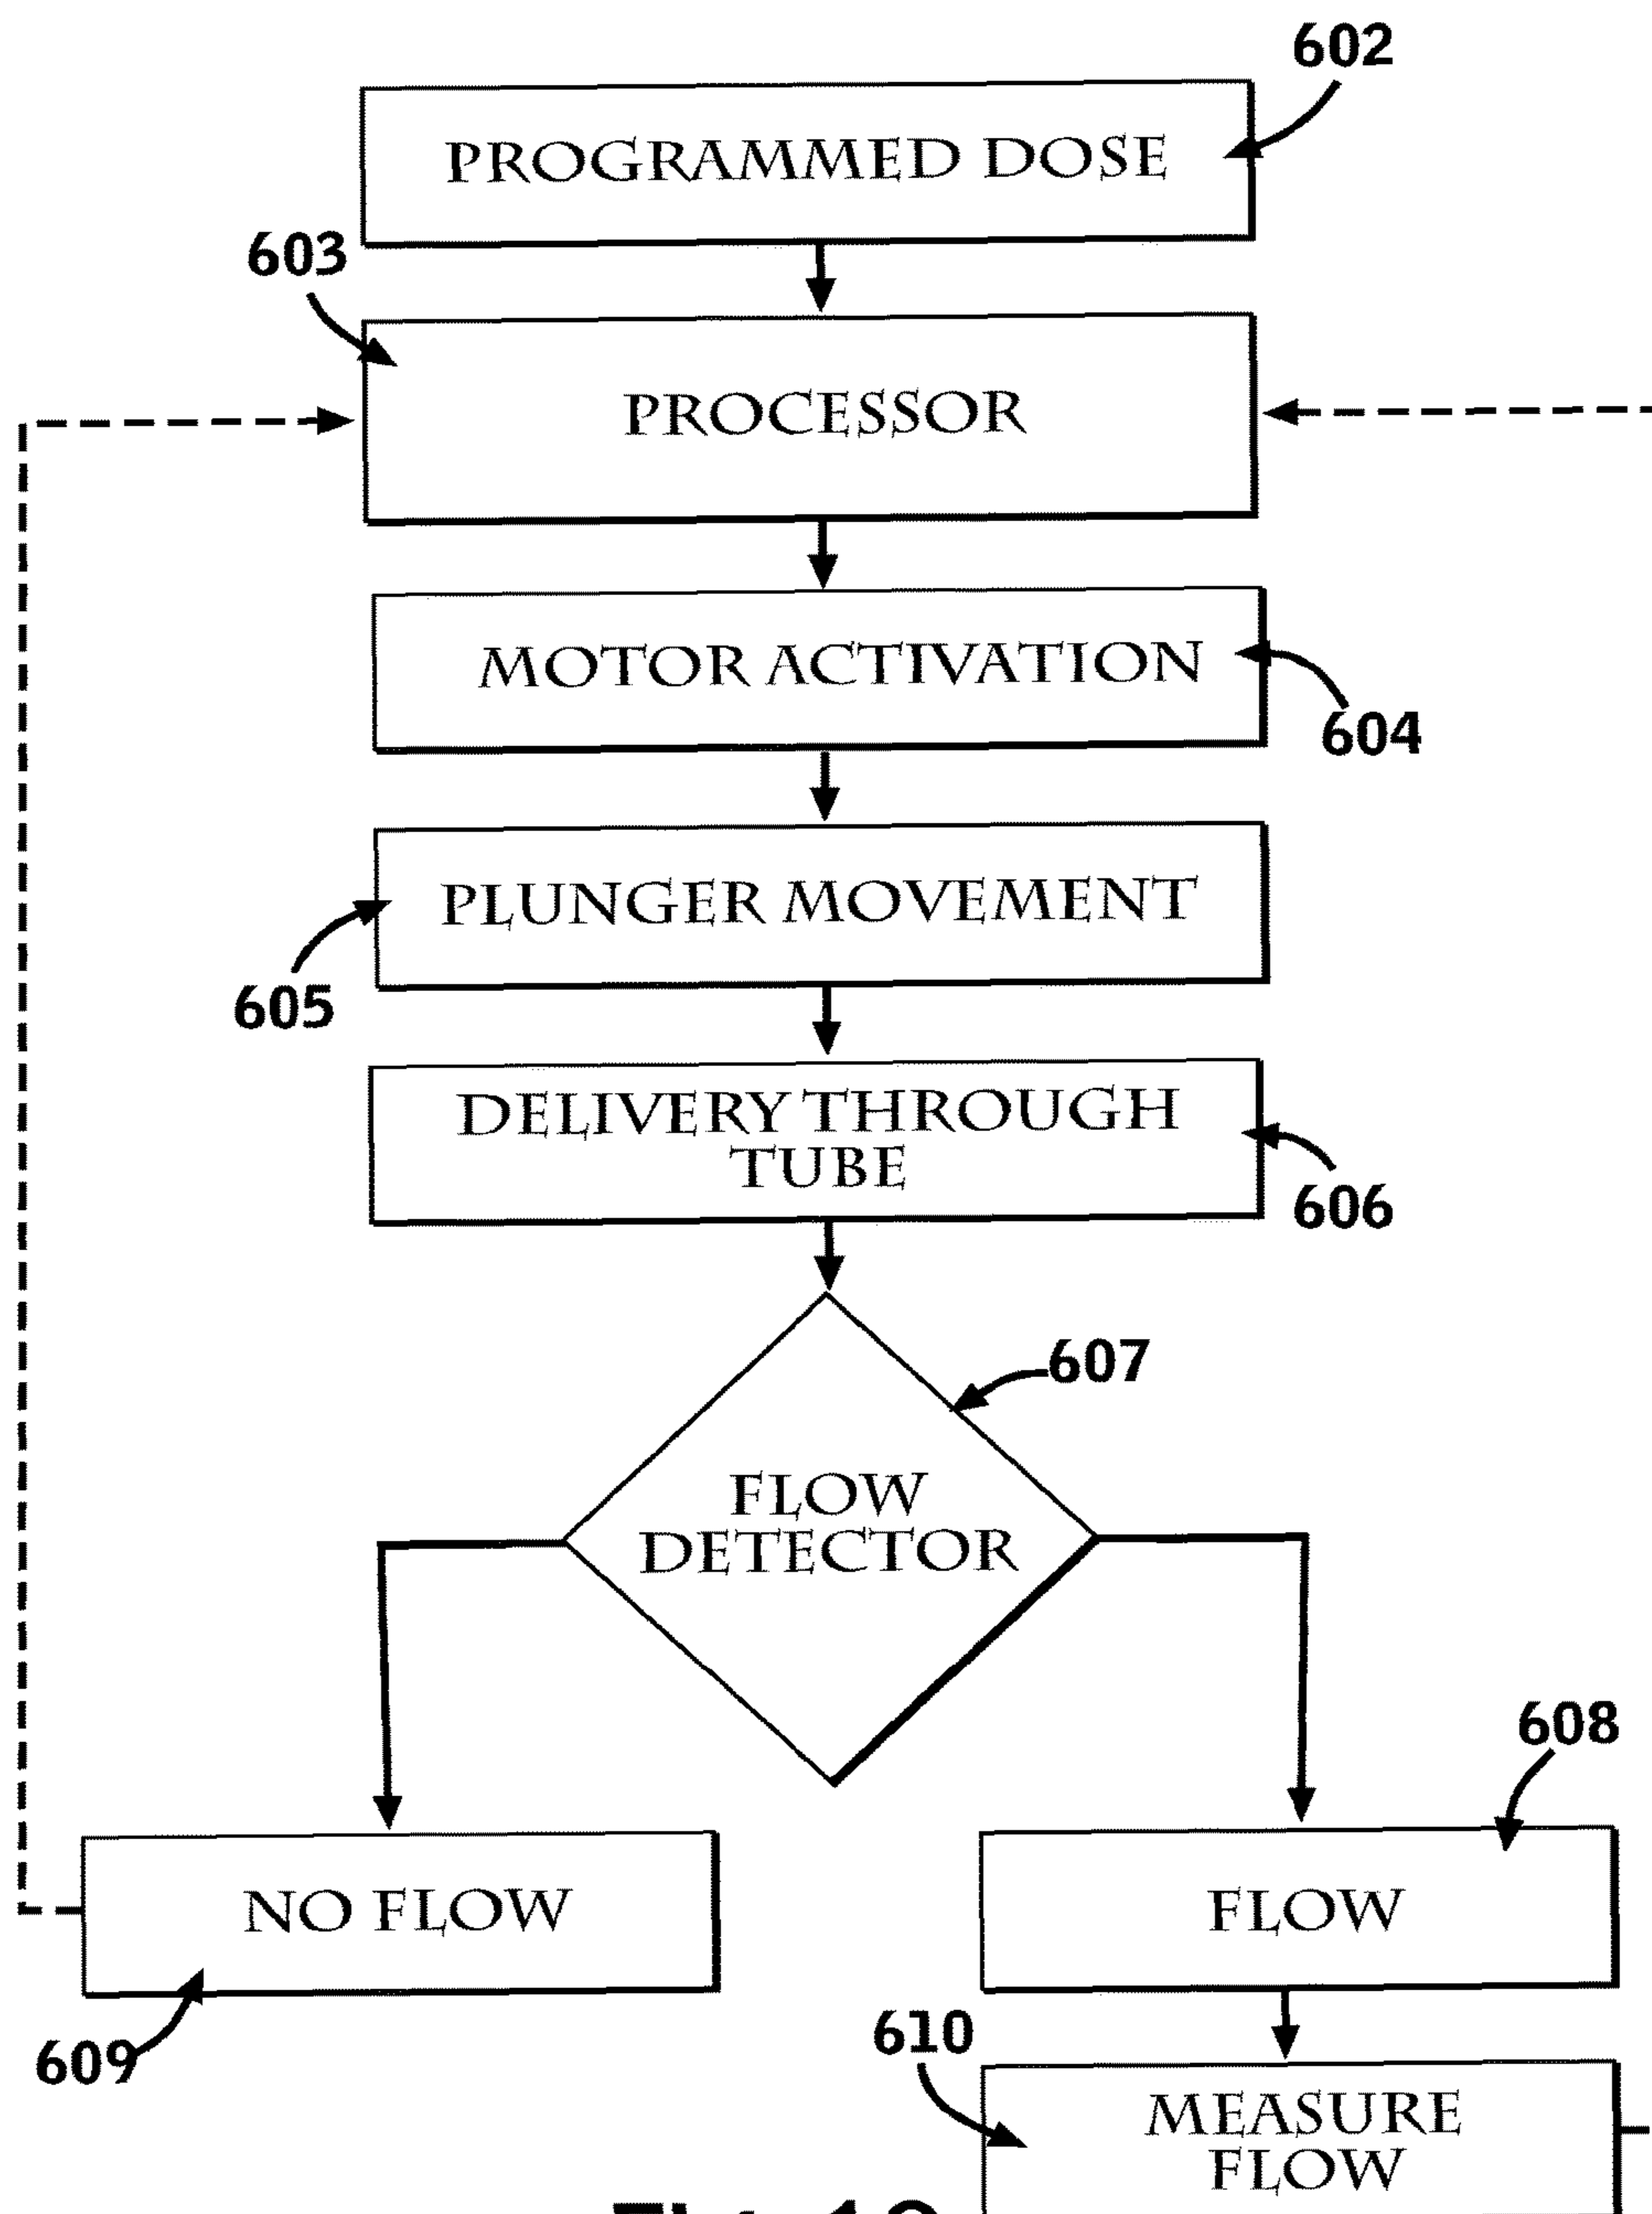 602
PROGRAMMED DOSE
603
PROCESSOR
MOTOR ACTIVATION
604
PLUNGER MOVEMENT
605
DELIVERY THROUGH
TUBE
606
607
FLOW
DETECTOR
608
NO FLOW
FLOW
609
610
MEASURE
FLOW